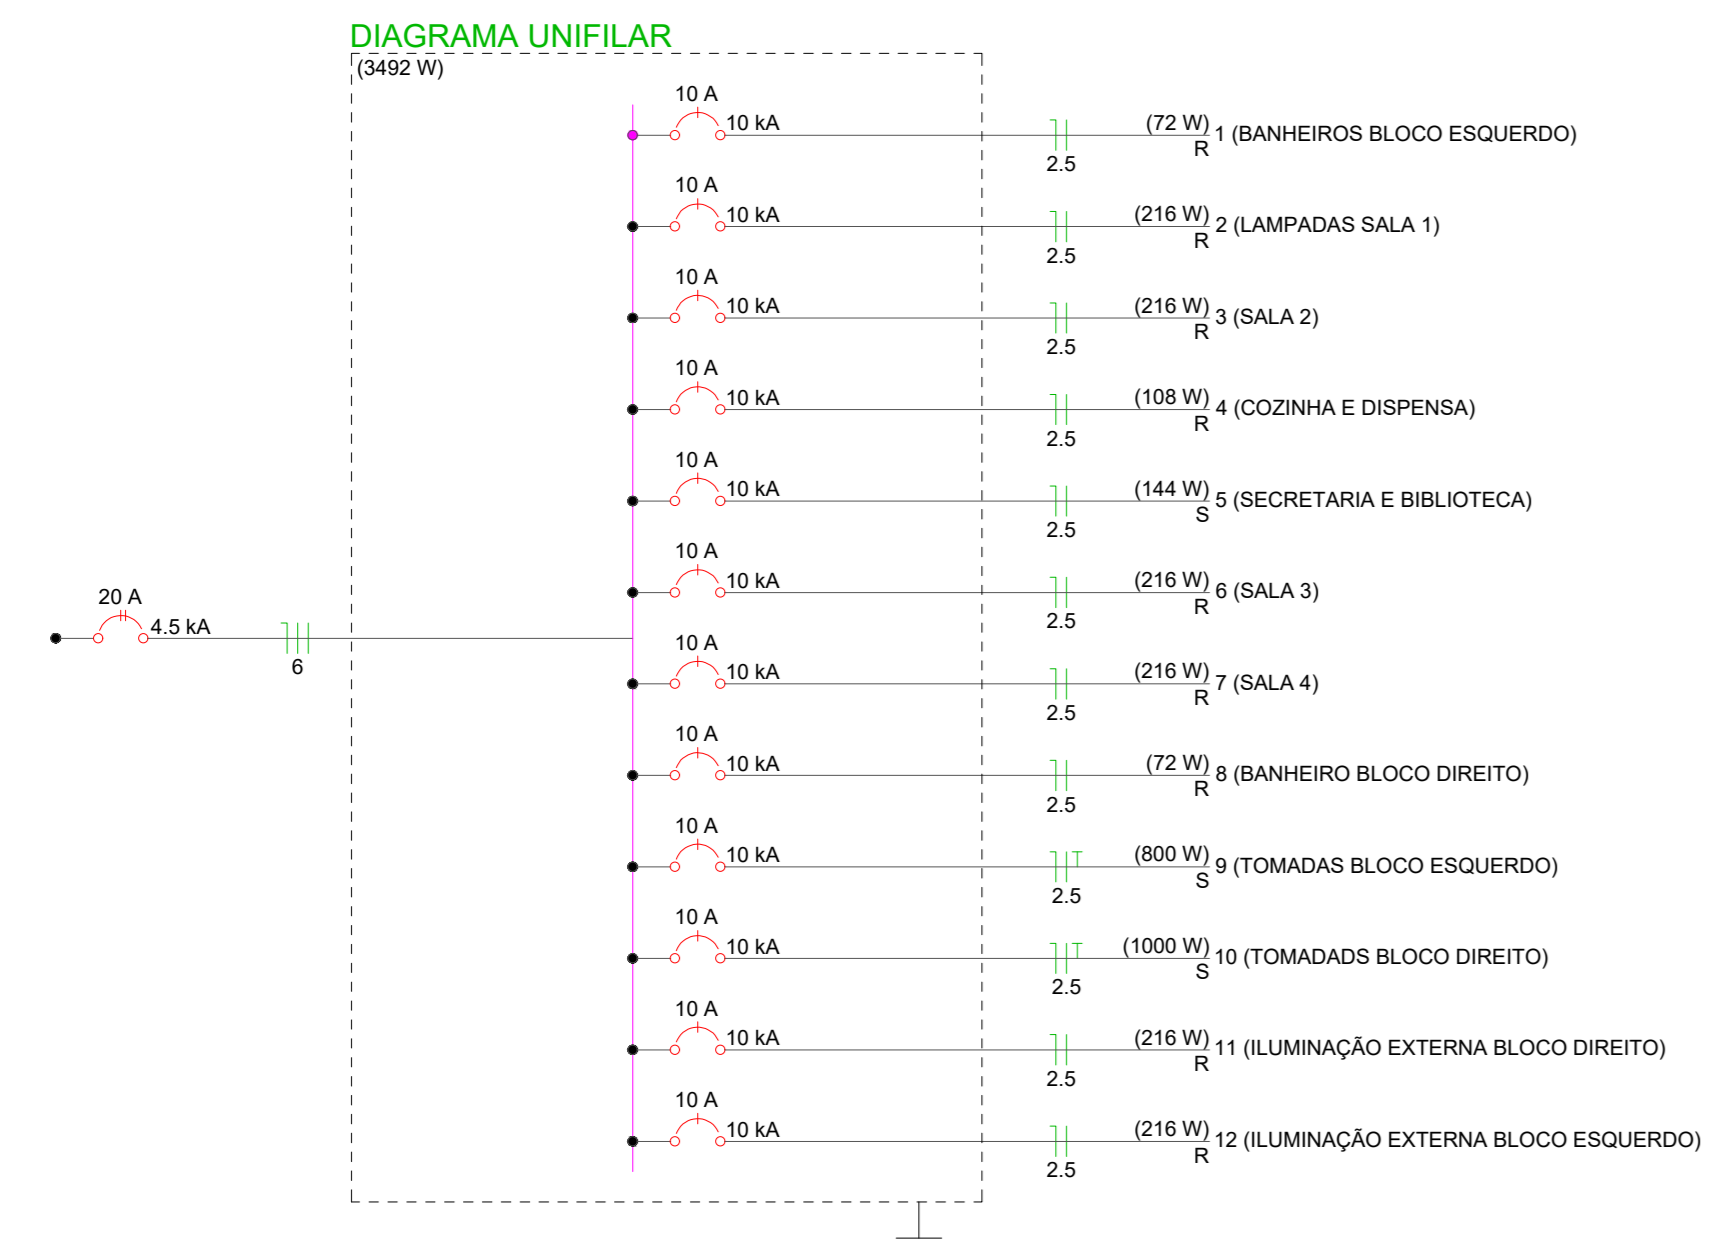 DIAGRAMA UNIFILAR
(3492 W)
10 A
10 kA
2.5
(72 W)
R
1 (BANHEIROS BLOCO ESQUERDO)
10 A
10 kA
2.5
(216 W)
R
2 (LAMPADAS SALA 1)
10 A
10 kA
2.5
(216 W)
R
3 (SALA 2)
10 A
10 kA
2.5
(108 W)
R
4 (COZINHA E DISPENSA)
10 A
10 kA
2.5
(144 W)
S
5 (SECRETARIA E BIBLIOTECA)
10 A
10 kA
2.5
(216 W)
R
6 (SALA 3)
20 A
4.5 kA
6
10 A
10 kA
2.5
(216 W)
R
7 (SALA 4)
10 A
10 kA
2.5
(72 W)
R
8 (BANHEIRO BLOCO DIREITO)
10 A
10 kA
2.5
(800 W)
S
9 (TOMADAS BLOCO ESQUERDO)
10 A
10 kA
2.5
(1000 W)
S
10 (TOMADADS BLOCO DIREITO)
10 A
10 kA
2.5
(216 W)
R
11 (ILUMINAÇÃO EXTERNA BLOCO DIREITO)
10 A
10 kA
2.5
(216 W)
R
12 (ILUMINAÇÃO EXTERNA BLOCO ESQUERDO)